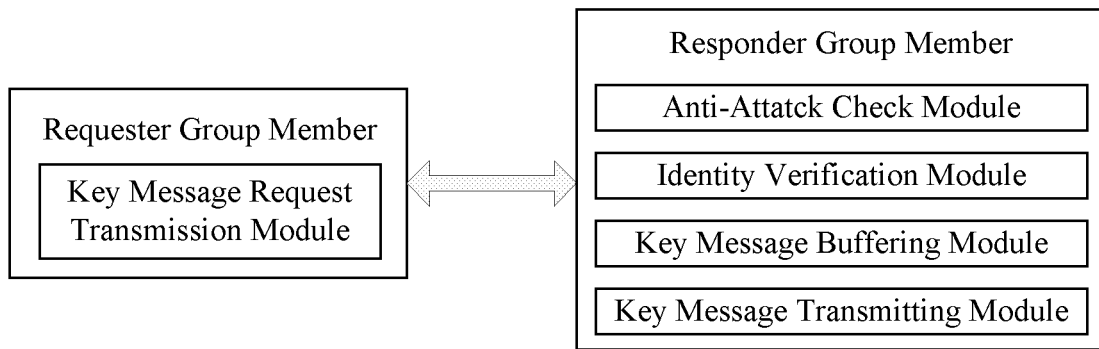 Requester Group Member
Key Message Request
Transmission Module
Responder Group Member
Anti-Attatck Check Module
Identity Verification Module
Key Message Buffering Module
Key Message Transmitting Module